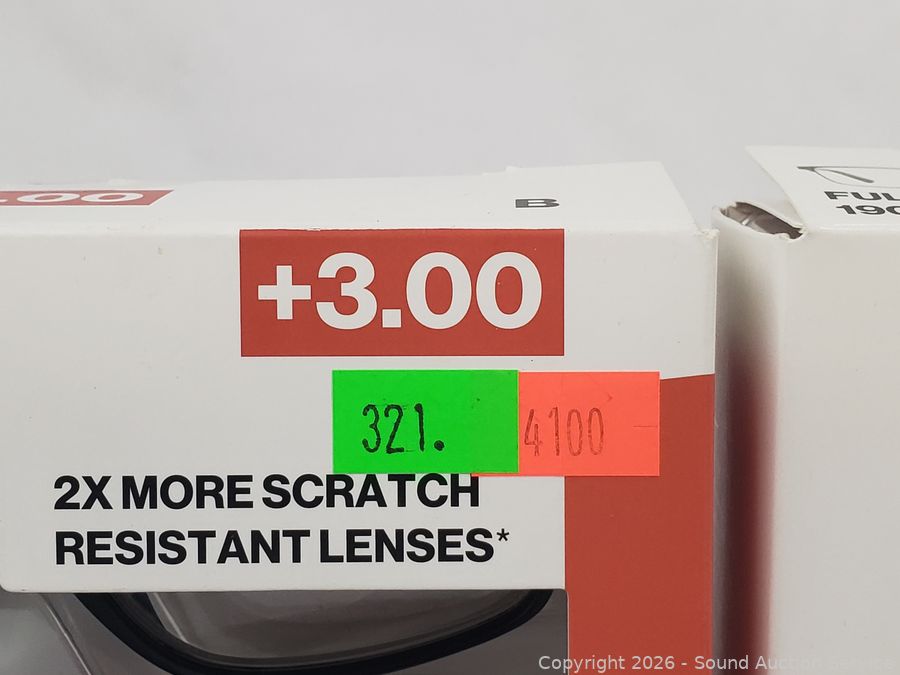 .00
B
+3.00
321.
4100
2X MORE SCRATCH
RESISTANT LENSES*
Copyright 2026 - Sound Auction Service